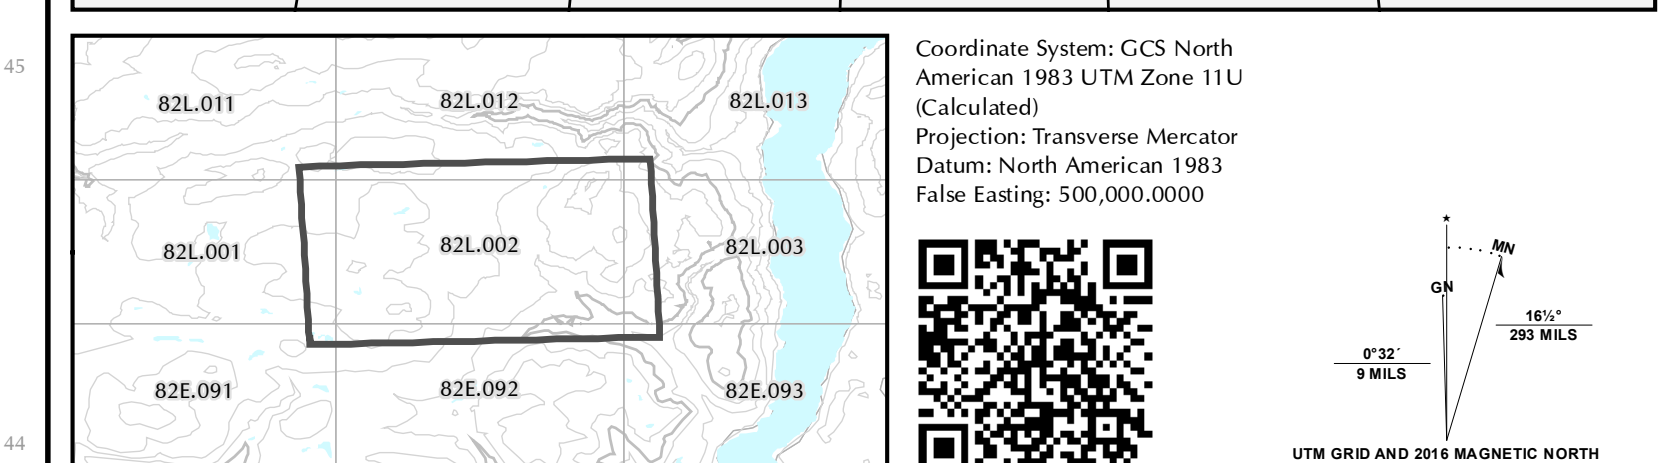 45
44
82L.011
82L.012
82L.013
82L.001
82L.002
82L.003
82E.091
82E.092
82E.093
Coordinate System: GCS North
American 1983 UTM Zone 11U
(Calculated)
Projection: Transverse Mercator
Datum: North American 1983
False Easting: 500,000.0000
MN
GN
16½°
293 MILS
0°32´
9 MILS
UTM GRID AND 2016 MAGNETIC NORTH